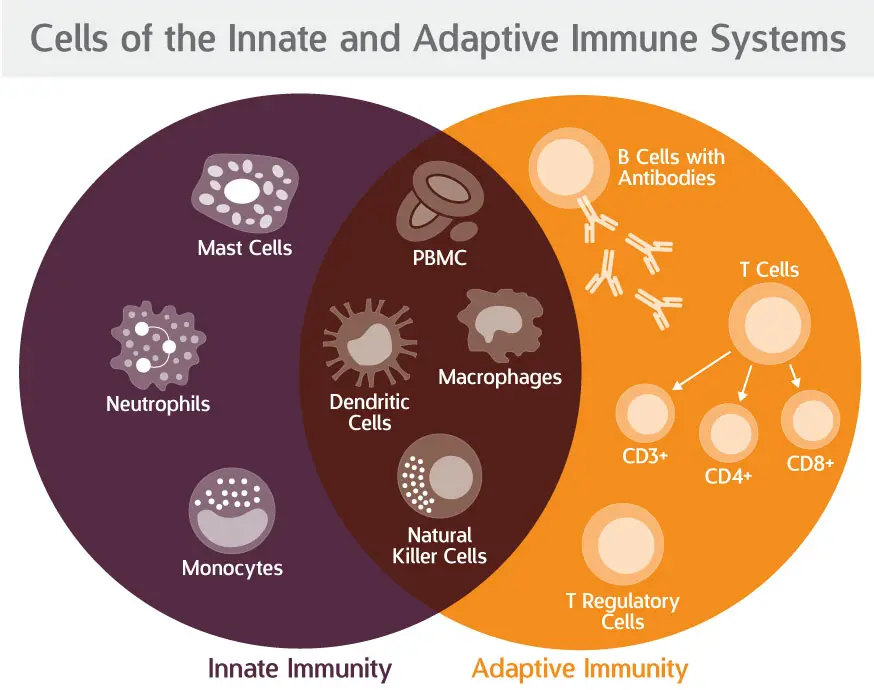 Cells of the Innate and Adaptive Immune Systems
Mast Cells
PBMC
B Cells with
Antibodies
T Cells
Neutrophils
Dendritic
Cells
Macrophages
CD3+
CD4+
CD8+
Monocytes
Natural
Killer Cells
T Regulatory
Cells
Innate Immunity
Adaptive Immunity